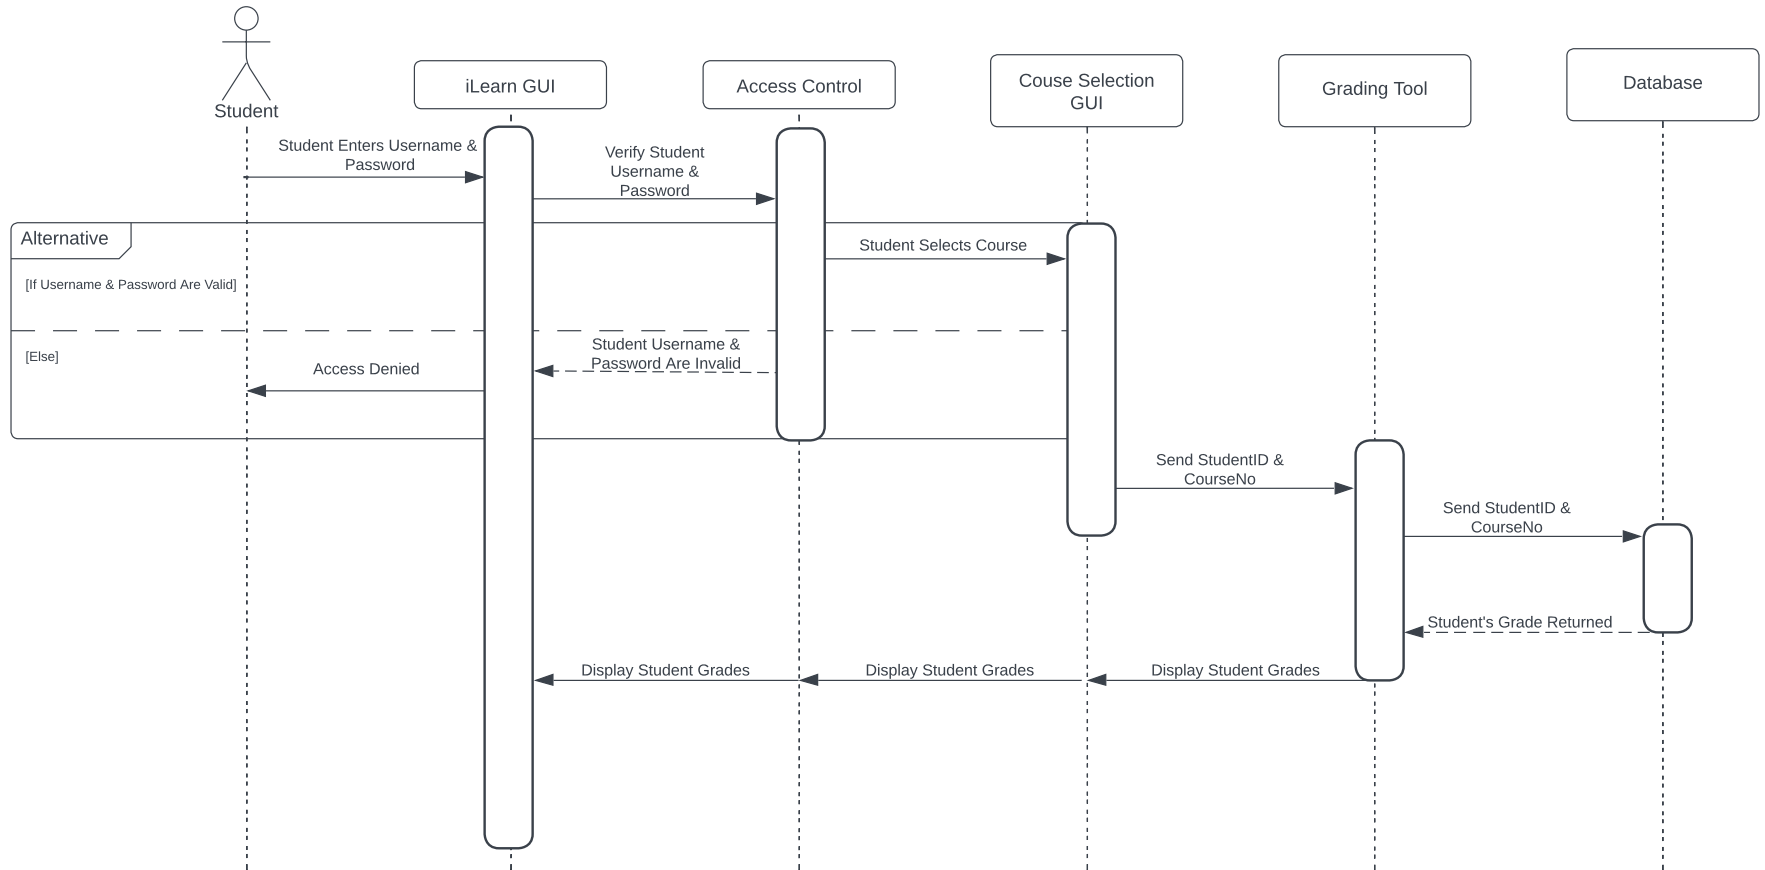 Student
iLearn GUI
Access Control
Couse Selection
GUI
Grading Tool
Database
Student Enters Username &
Password
Verify Student
Username &
Password
Alternative
Student Selects Course
[If Username & Password Are Valid]
Student Username &
Password Are Invalid
[Else]
Access Denied
Send StudentID &
CourseNo
Send StudentID &
CourseNo
Student's Grade Returned
Display Student Grades
Display Student Grades
Display Student Grades